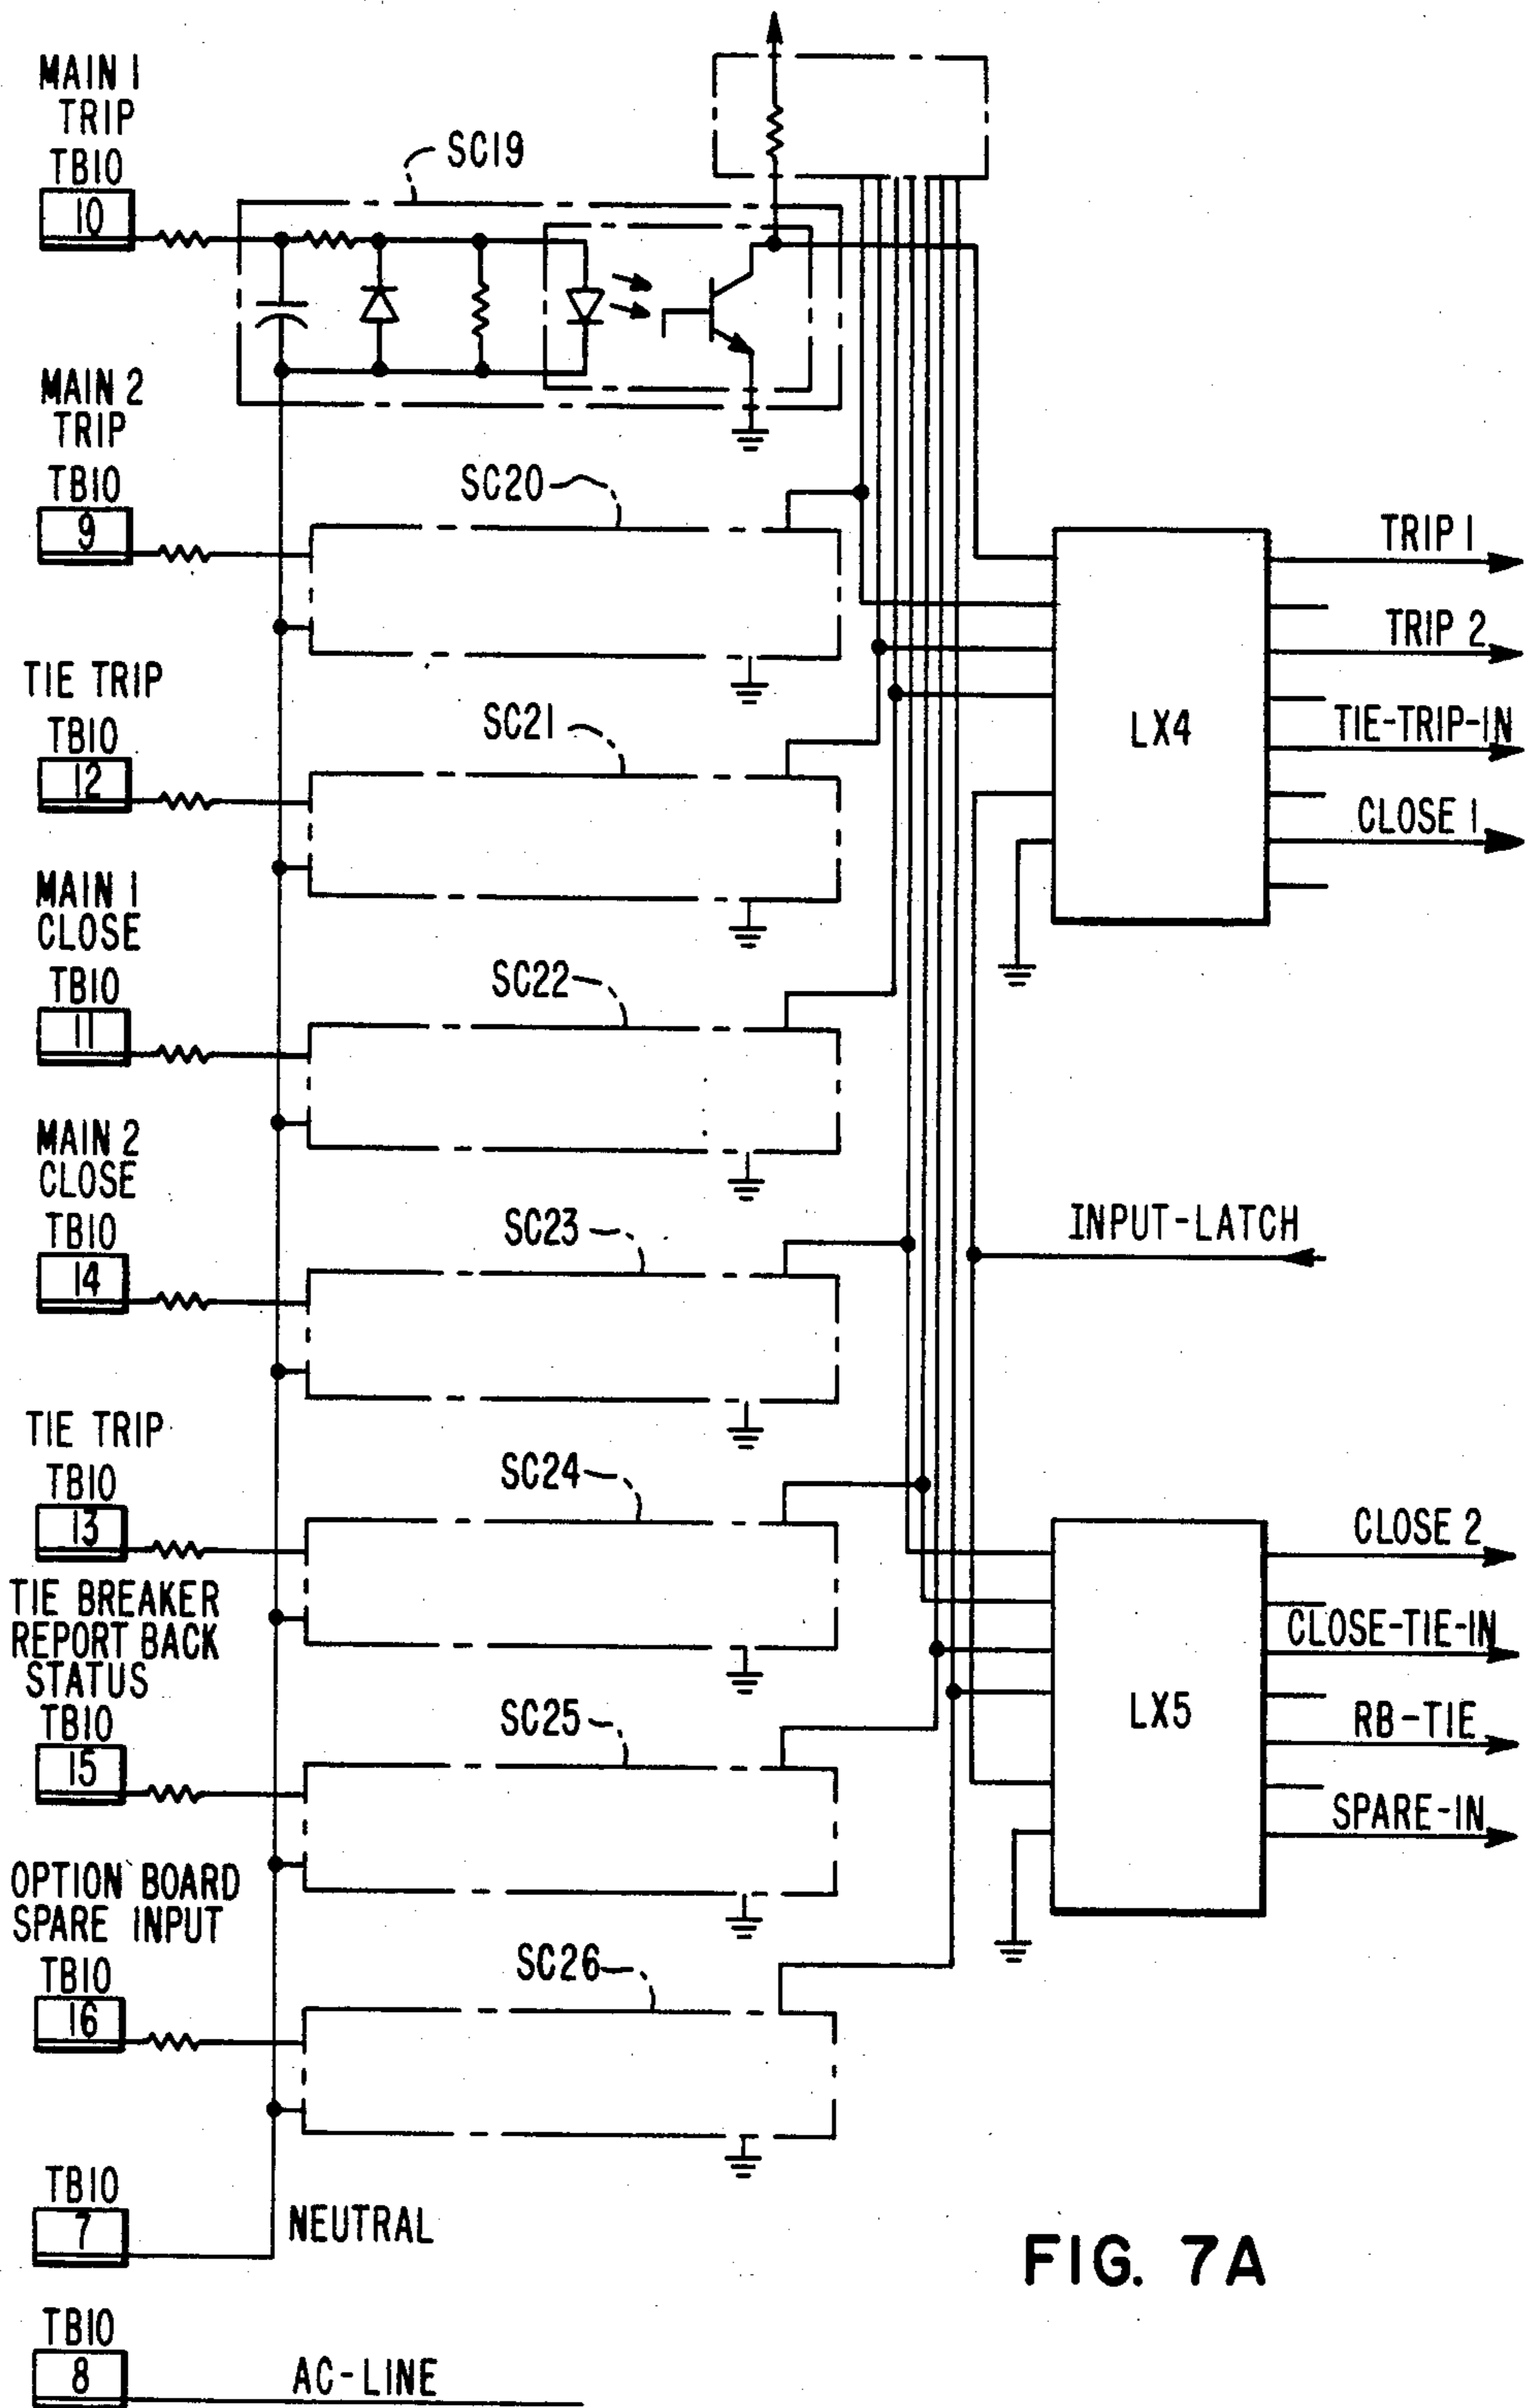 MAIN 1
TRIP
TB10
10
SC19
MAIN 2
TRIP
TB10
9
SC20
TIE TRIP
TB10
12
SC21
MAIN 1
CLOSE
TB10
11
SC22
MAIN 2
CLOSE
TB10
14
SC23
TIE TRIP
TB10
13
SC24
TIE BREAKER
REPORT BACK
STATUS
TB10
15
SC25
OPTION BOARD
SPARE INPUT
TB10
16
SC26
TB10
7
NEUTRAL
TB10
8
AC-LINE
LX4
TRIP 1
TRIP 2
TIE-TRIP-IN
CLOSE 1
INPUT-LATCH
LX5
CLOSE 2
CLOSE-TIE-IN
RB-TIE
SPARE-IN
FIG. 7A